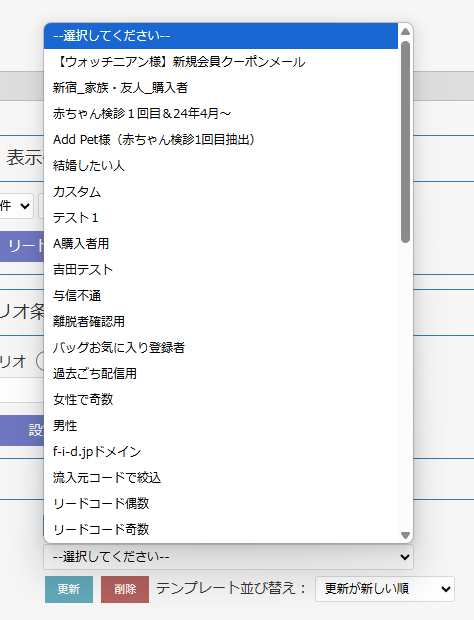 --選択してください--
【ウォッチニアン様】新規会員クーポンメール
新宿_家族・友人_購入者
赤ちゃん検診１回目＆24年4月～
表示
Add Pet様（赤ちゃん検診1回目抽出）
結婚したい人
件
カスタム
テスト１
リート
A購入者用
吉田テスト
与信不通
リオ条
離脱者確認用
バッグお気に入り登録者
リオ
過去ごち配信用
女性で奇数
設
男性
f-i-d.jpドメイン
流入元コードで絞込
リードコード偶数
リードコード奇数
--選択してください--
更新 削除 テンプレート並び替え： 更新が新しい順